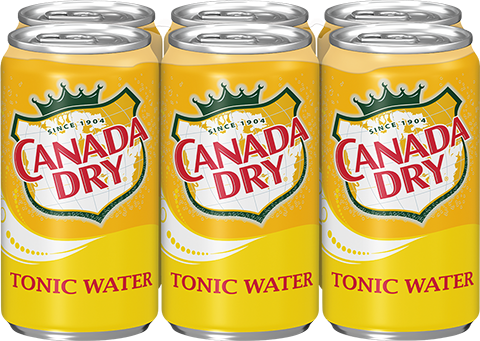 SINCE 1904
CANADA
DRY
TONIC WATER
SINCE 1904
CANADA
DRY
TONIC WATER
SINCE 1904
CANADA
DRY
TONIC WATER